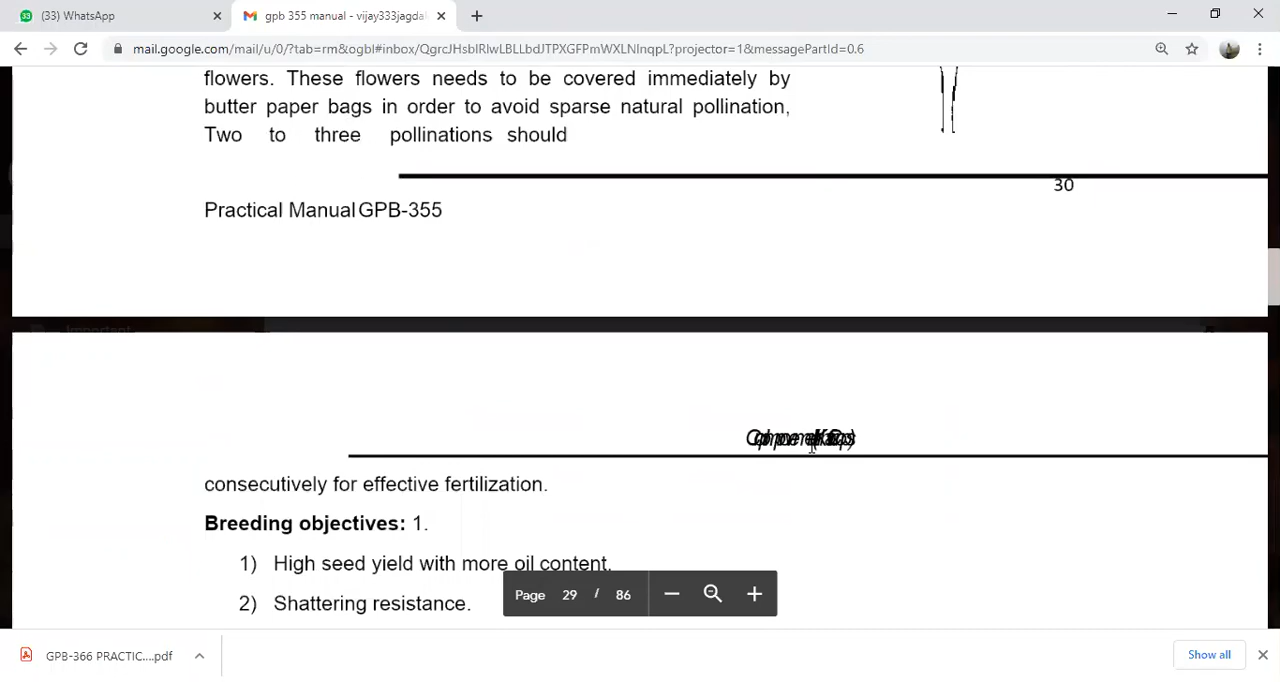 (33) WhatsApp
gpb 355 manual - vijay333jagdal
mail.google.com/mail/u/0/?tab=rm&ogbl#inbox/QgrcJHsblRlwLBLLbdJTPXGFPmWXLNlnqpL?projector=1&messagePartId=0.6
flowers. These flowers needs to be covered immediately by
butter paper bags in order to avoid sparse natural pollination,
Two to three pollinations should
30
Practical Manual GPB-355
Important
consecutively for effective fertilization.
Breeding objectives: 1.
1) High seed yield with more oil content.
2) Shattering resistance.
Page 29 / 86
GPB-366 PRACTIC....pdf
Show all